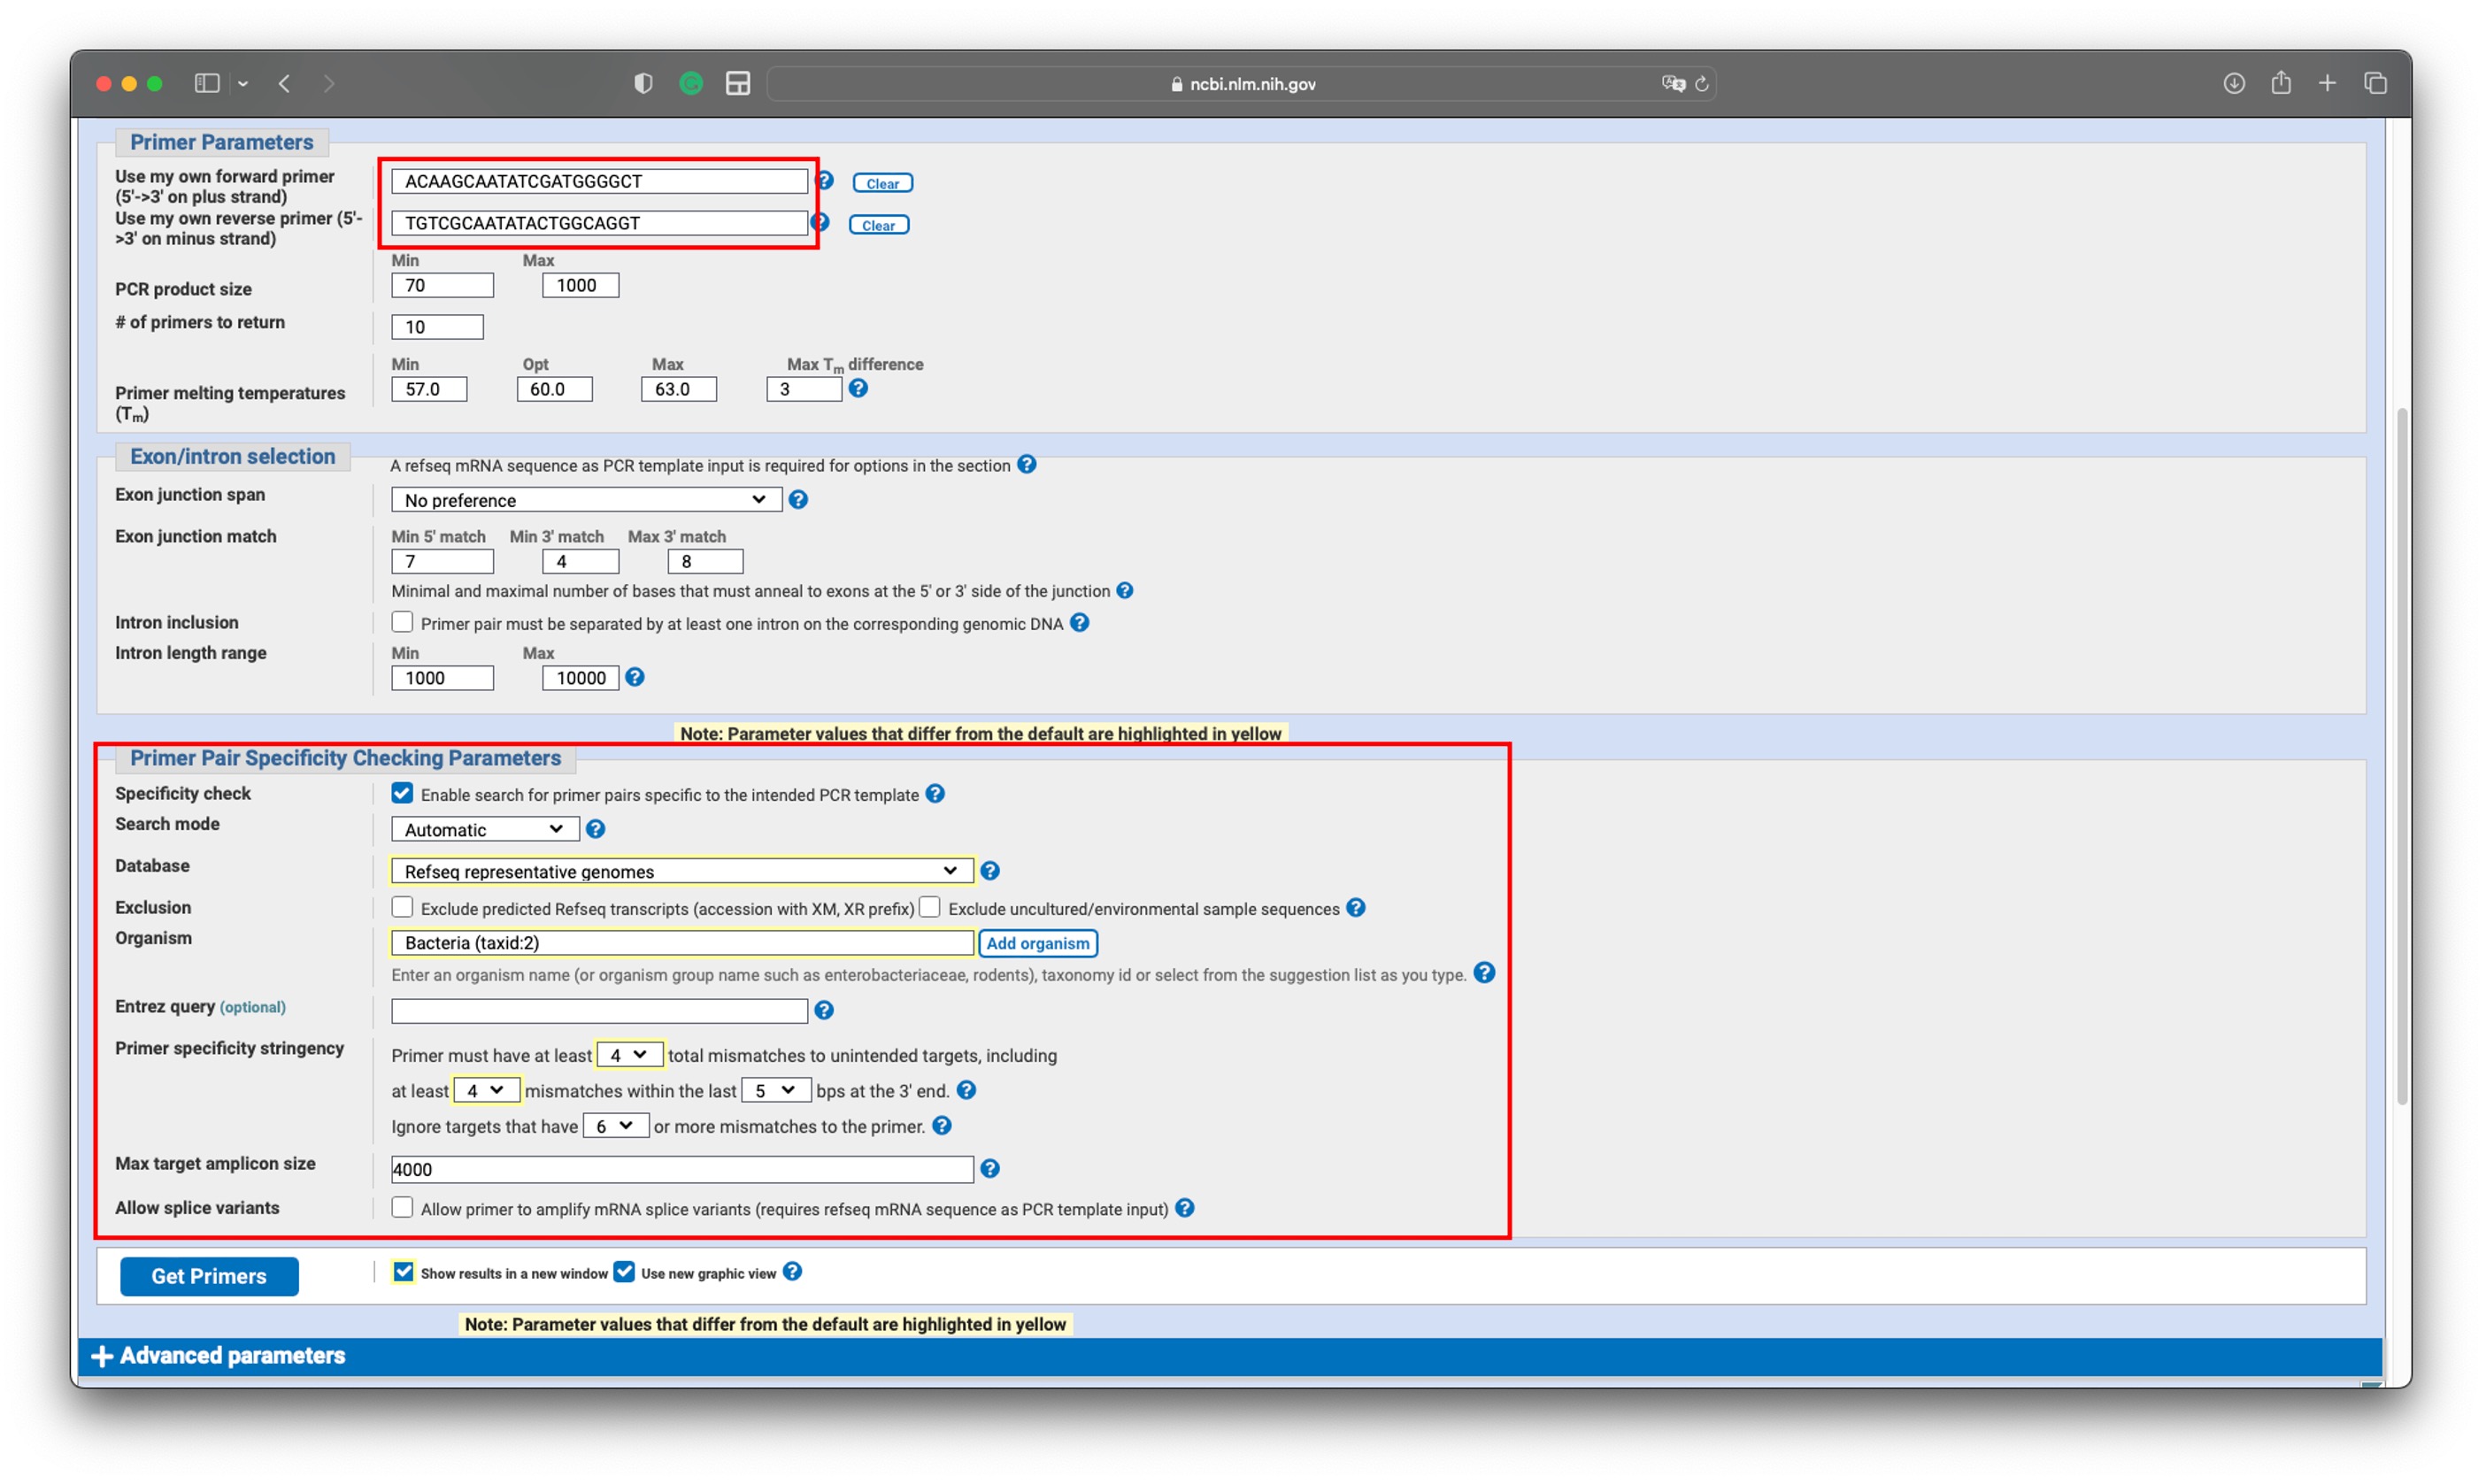 ncbi.nlm.nih.gov
Primer Parameters
Use my own forward primer
(5'->3' on plus strand)
ACAAGCAATATCGATGGGGCT
? Clear
Use my own reverse primer (5'-
>3' on minus strand)
TGTCGCAATATACTGGCAGGT
? Clear
Min Max
PCR product size 70 1000
# of primers to return 10
Min Opt Max Max Tm difference
Primer melting temperatures
(Tm)
57.0 60.0 63.0 3 ?
Exon/intron selection
A refseq mRNA sequence as PCR template input is required for options in the section ?
Exon junction span No preference ?
Exon junction match Min 5' match Min 3' match Max 3' match
7 4 8
Minimal and maximal number of bases that must anneal to exons at the 5' or 3' side of the junction ?
Intron inclusion Primer pair must be separated by at least one intron on the corresponding genomic DNA ?
Intron length range Min Max
1000 10000 ?
Note: Parameter values that differ from the default are highlighted in yellow
Primer Pair Specificity Checking Parameters
Specificity check Enable search for primer pairs specific to the intended PCR template ?
Search mode Automatic ?
Database Refseq representative genomes ?
Exclusion Exclude predicted Refseq transcripts (accession with XM, XR prefix) Exclude uncultured/environmental sample sequences ?
Organism Bacteria (taxid:2) Add organism
Enter an organism name (or organism group name such as enterobacteriaceae, rodents), taxonomy id or select from the suggestion list as you type. ?
Entrez query (optional) ?
Primer specificity stringency Primer must have at least 4 total mismatches to unintended targets, including
at least 4 mismatches within the last 5 bps at the 3' end. ?
Ignore targets that have 6 or more mismatches to the primer. ?
Max target amplicon size 4000 ?
Allow splice variants Allow primer to amplify mRNA splice variants (requires refseq mRNA sequence as PCR template input) ?
Get Primers Show results in a new window Use new graphic view ?
Note: Parameter values that differ from the default are highlighted in yellow
+ Advanced parameters